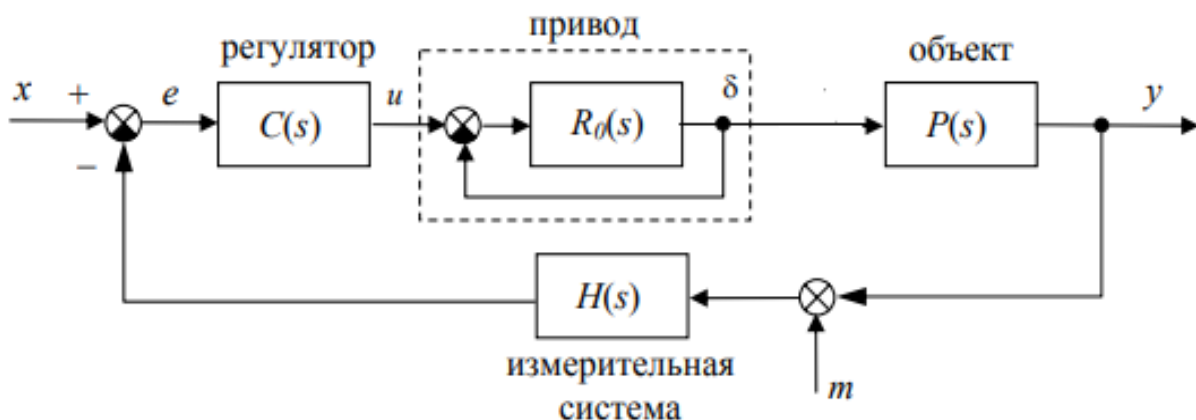 привод
регулятор
объект
x
+
e
C(s)
u
R₀(s)
δ
P(s)
y
−
H(s)
m
измерительная
система